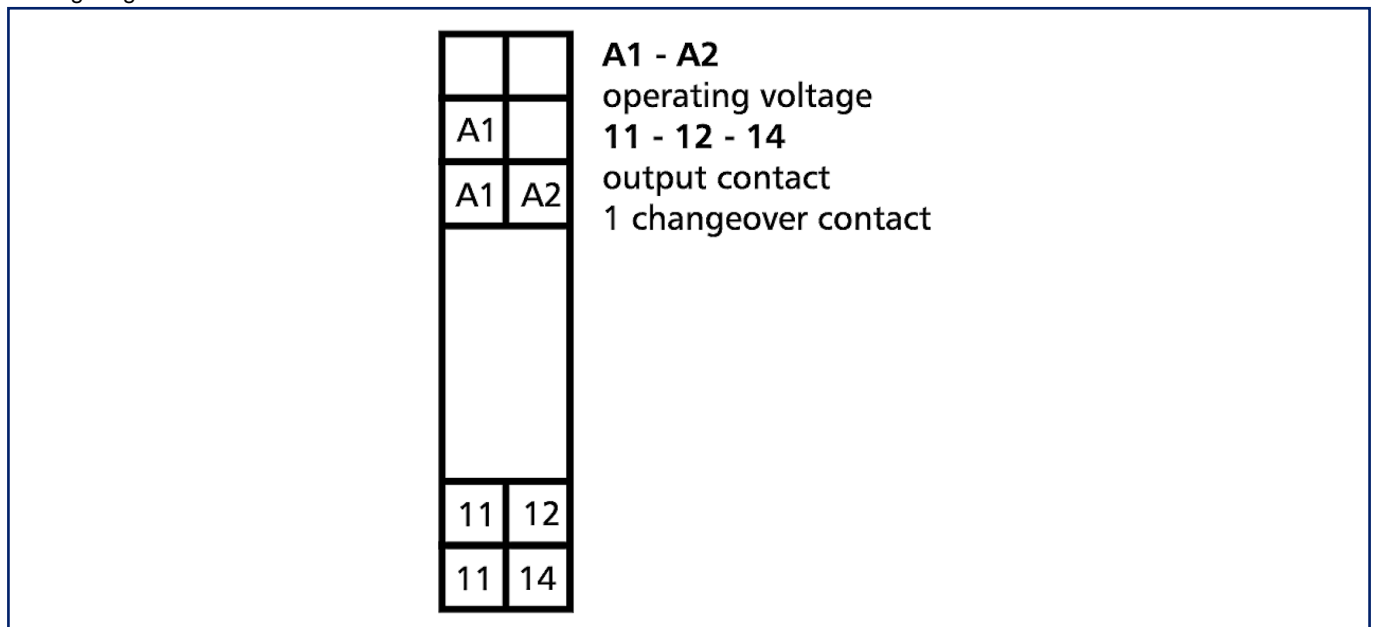 A1
A1 A2
11 12
11 14
A1 - A2
operating voltage
11 - 12 - 14
output contact
1 changeover contact